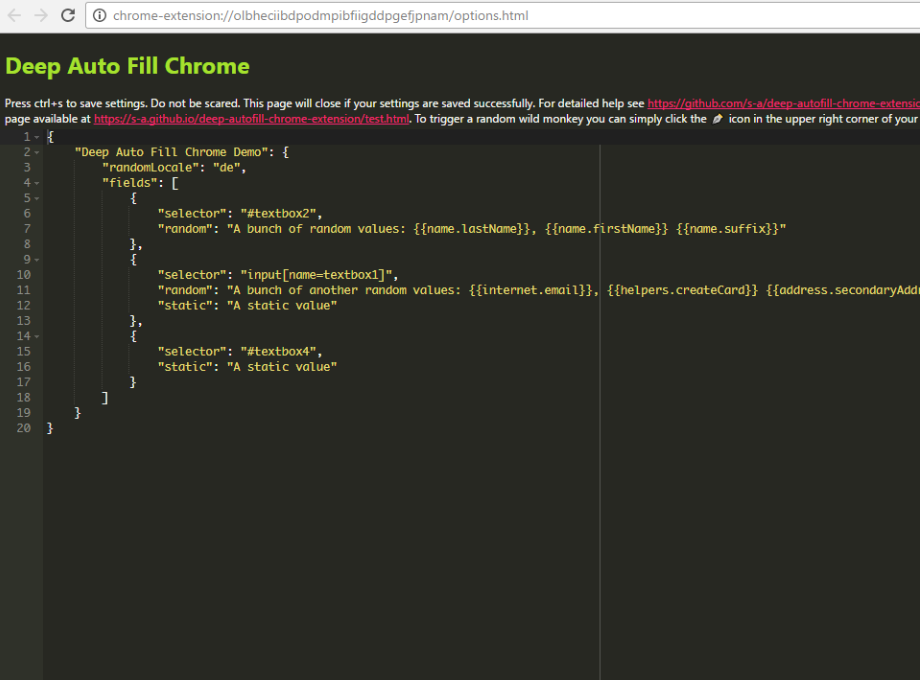 chrome-extension://olbheciibdpodmpibfiigddpgefjpnam/options.html
Deep Auto Fill Chrome
Press ctrl+s to save settings. Do not be scared. This page will close if your settings are saved successfully. For detailed help see https://github.com/s-a/deep-autofill-chrome-extensio
page available at https://s-a.github.io/deep-autofill-chrome-extension/test.html. To trigger a random wild monkey you can simply click the icon in the upper right corner of your
1 {
2 "Deep Auto Fill Chrome Demo": {
3 "randomLocale": "de",
4 "fields": [
5 {
6 "selector": "#textbox2",
7 "random": "A bunch of random values: {{name.lastName}}, {{name.firstName}} {{name.suffix}}"
8 },
9 {
10 "selector": "input[name=textbox1]",
11 "random": "A bunch of another random values: {{internet.email}}, {{helpers.createCard}} {{address.secondaryAddr
12 "static": "A static value"
13 },
14 {
15 "selector": "#textbox4",
16 "static": "A static value"
17 }
18 ]
19 }
20 }